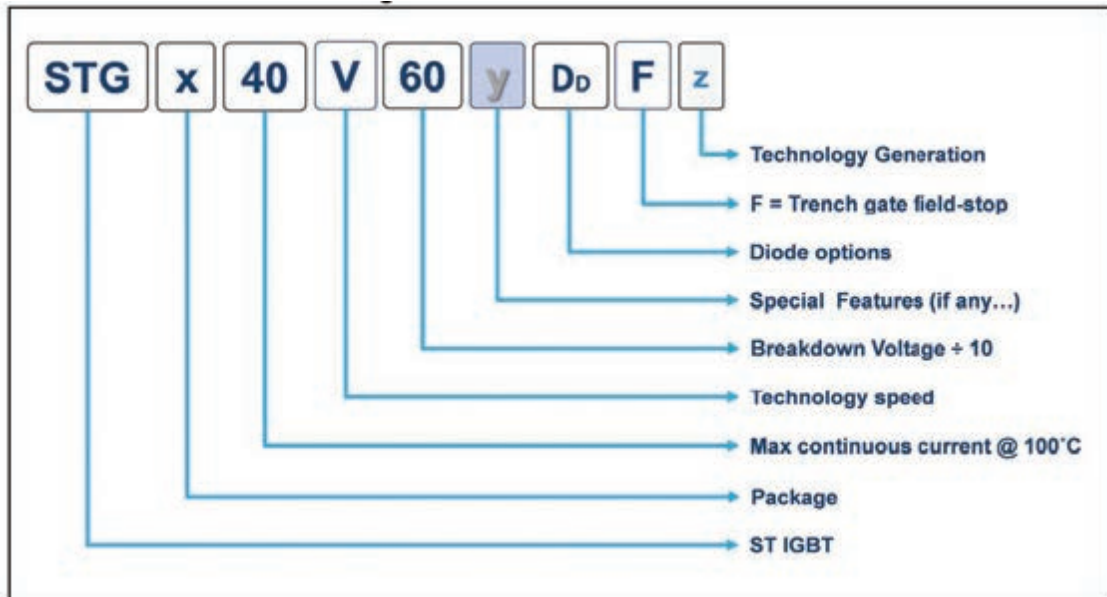 STG x 40 V 60 y DD F z
Technology Generation
F = Trench gate field-stop
Diode options
Special Features (if any...)
Breakdown Voltage ÷ 10
Technology speed
Max continuous current @ 100°C
Package
ST IGBT